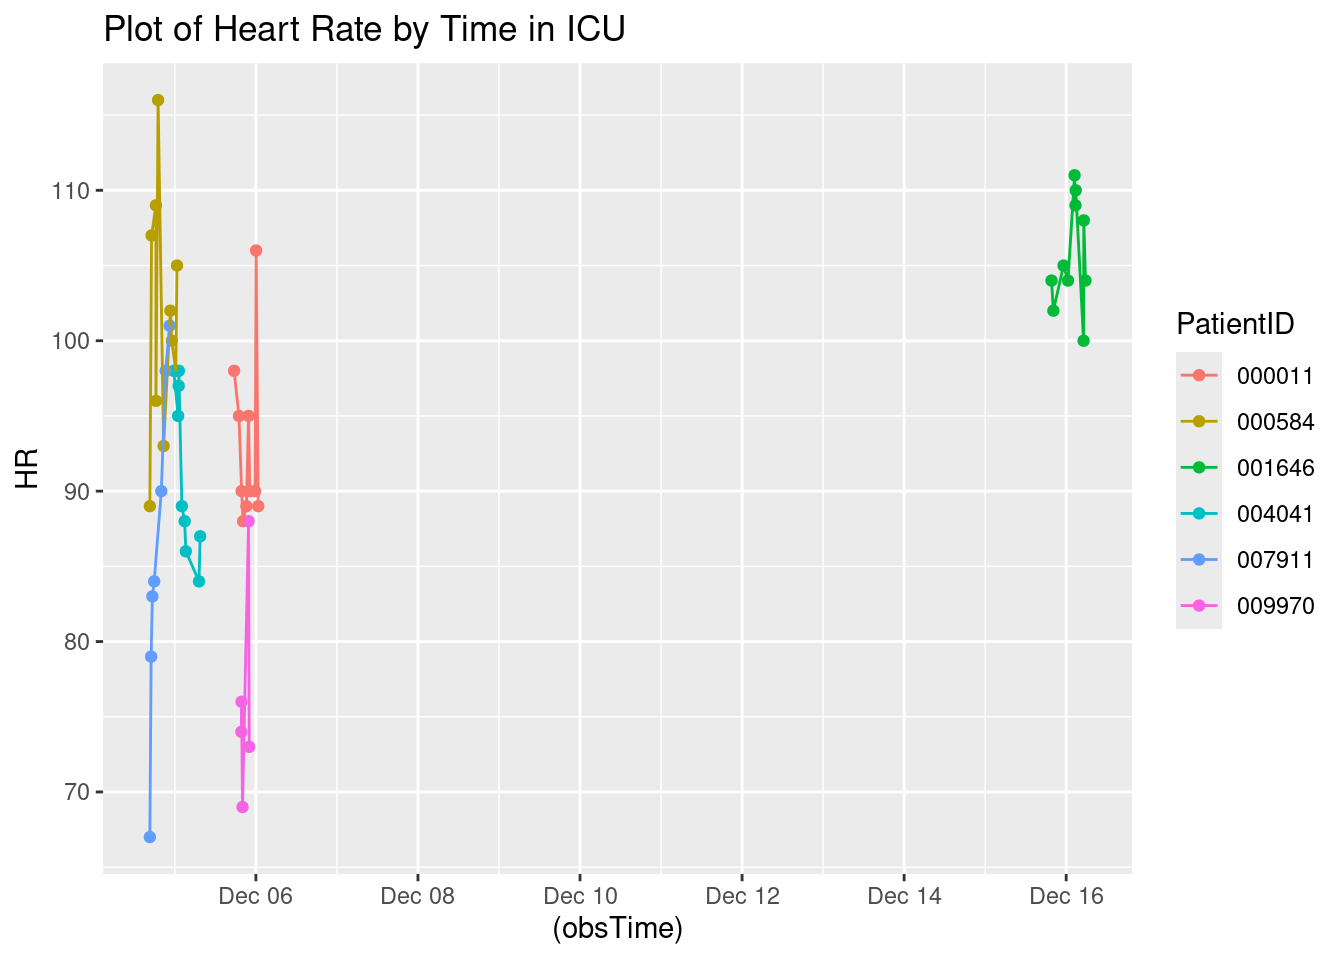 Plot of Heart Rate by Time in ICU
HR
110
100
90
80
70
Dec 06
Dec 08
Dec 10
Dec 12
Dec 14
Dec 16
(obsTime)
PatientID
000011
000584
001646
004041
007911
009970